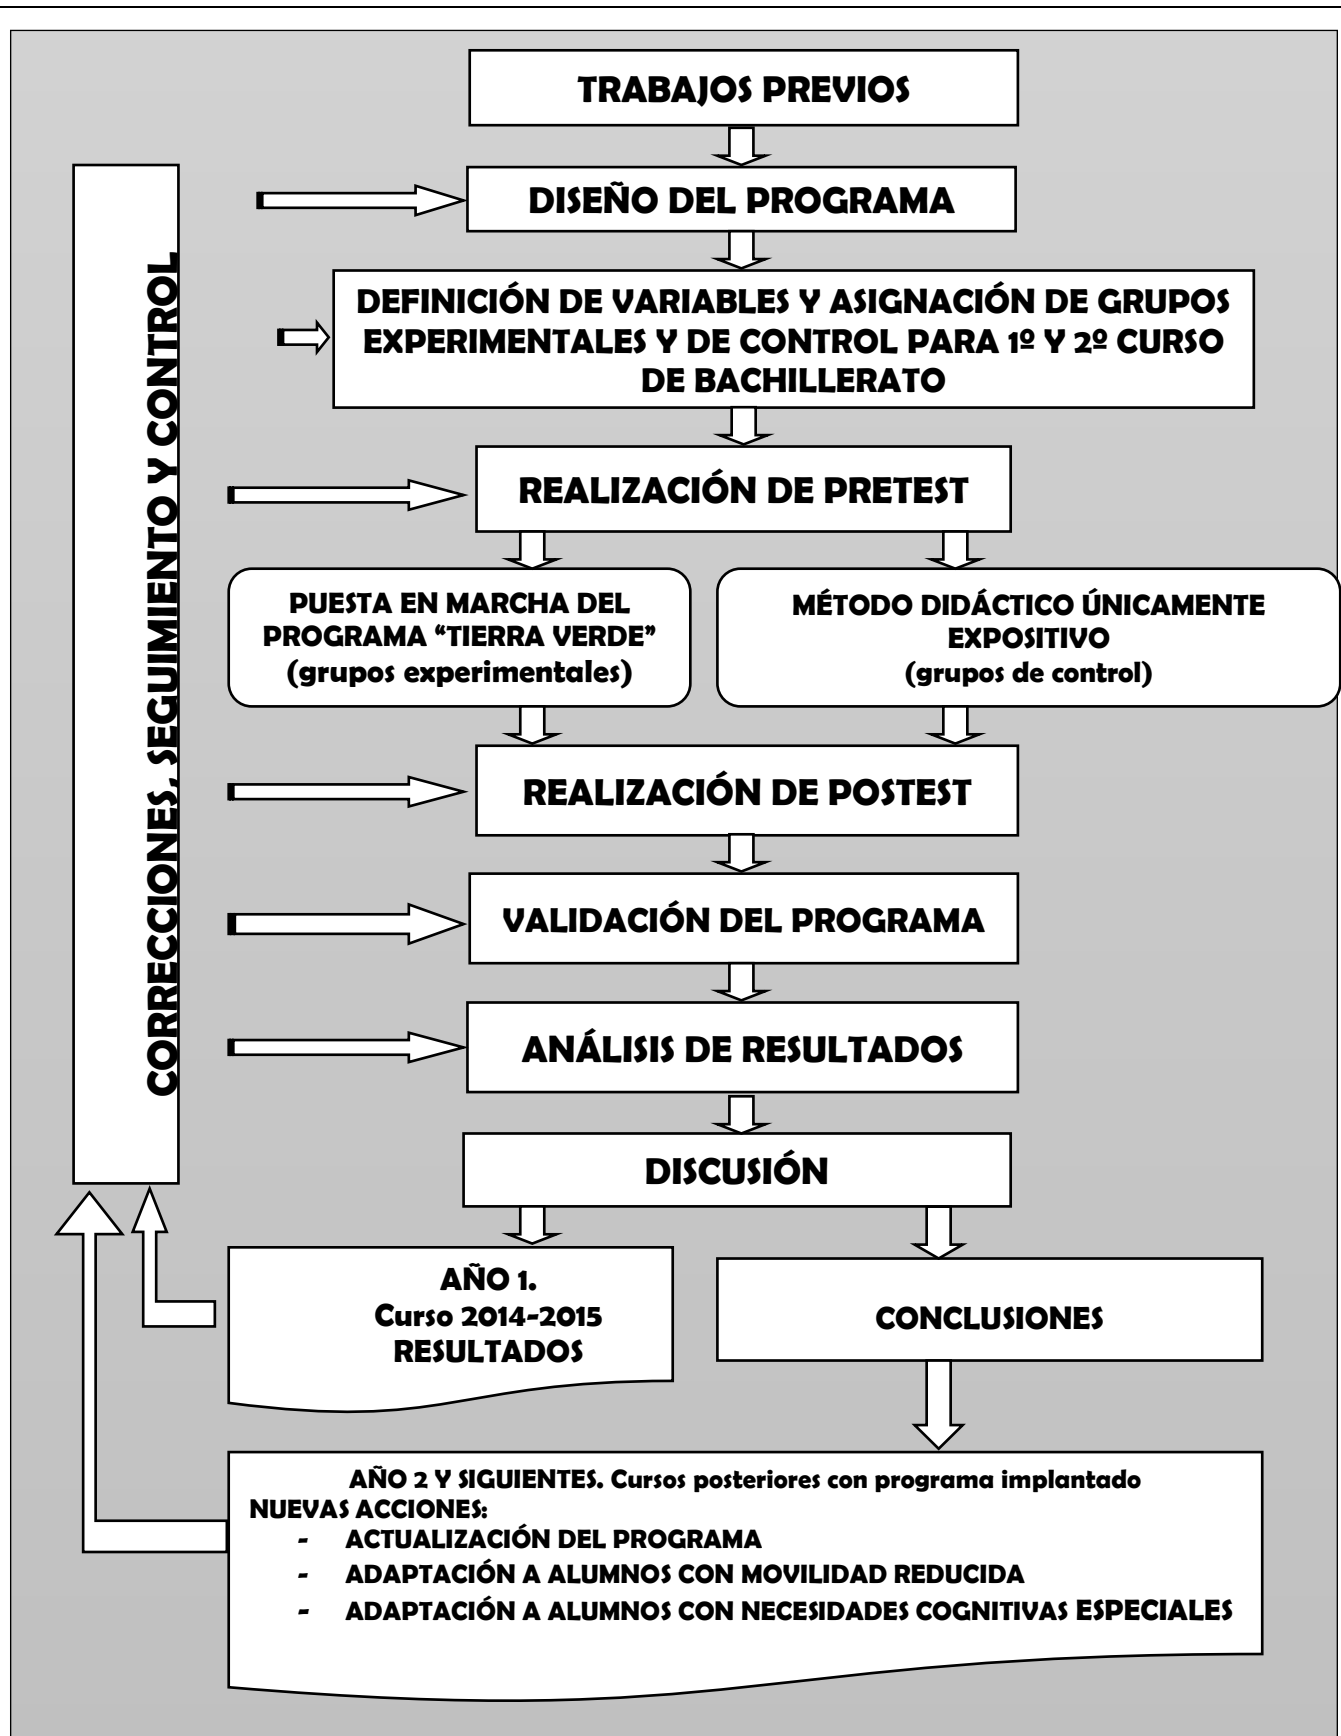 TRABAJOS PREVIOS
DISEÑO DEL PROGRAMA
DEFINICIÓN DE VARIABLES Y ASIGNACIÓN DE GRUPOS
EXPERIMENTALES Y DE CONTROL PARA 1º Y 2º CURSO
DE BACHILLERATO
REALIZACIÓN DE PRETEST
PUESTA EN MARCHA DEL
PROGRAMA “TIERRA VERDE”
(grupos experimentales)
MÉTODO DIDÁCTICO ÚNICAMENTE
EXPOSITIVO
(grupos de control)
REALIZACIÓN DE POSTEST
VALIDACIÓN DEL PROGRAMA
ANÁLISIS DE RESULTADOS
DISCUSIÓN
AÑO 1.
Curso 2014-2015
RESULTADOS
CONCLUSIONES
AÑO 2 Y SIGUIENTES. Cursos posteriores con programa implantado
NUEVAS ACCIONES:
- ACTUALIZACIÓN DEL PROGRAMA
- ADAPTACIÓN A ALUMNOS CON MOVILIDAD REDUCIDA
- ADAPTACIÓN A ALUMNOS CON NECESIDADES COGNITIVAS ESPECIALES
CORRECCIONES, SEGUIMIENTO Y CONTROL